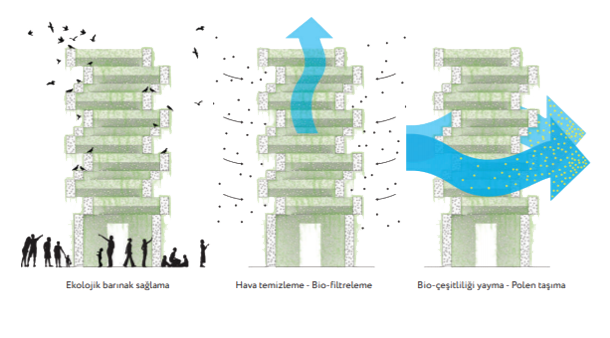 Ekolojik barınak sağlama
Hava temizleme - Bio-filtreleme
Bio-çeşitliliği yayma - Polen taşıma